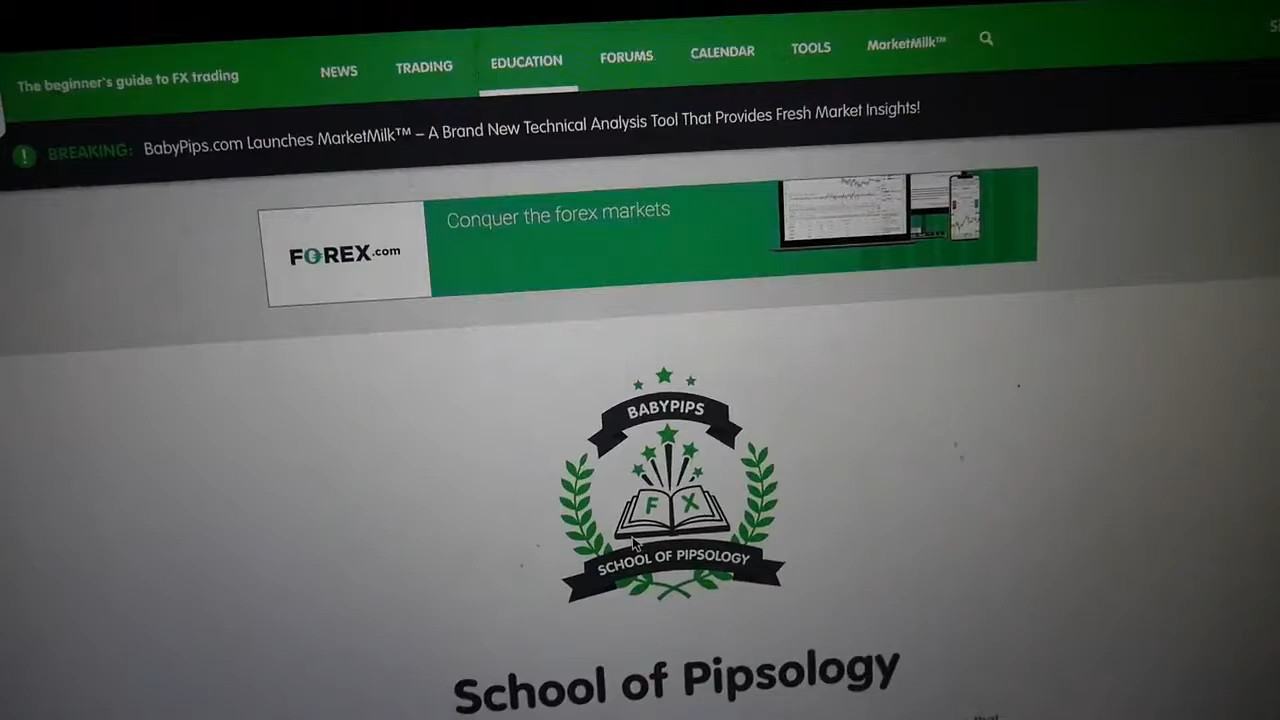 The beginner's guide to FX trading
NEWS
TRADING
EDUCATION
FORUMS
CALENDAR
TOOLS
MarketMilk™
! BREAKING: BabyPips.com Launches MarketMilk™ – A Brand New Technical Analysis Tool That Provides Fresh Market Insights!
FOREX.com
Conquer the forex markets
BABYPIPS
F X
SCHOOL OF PIPSOLOGY
School of Pipsology